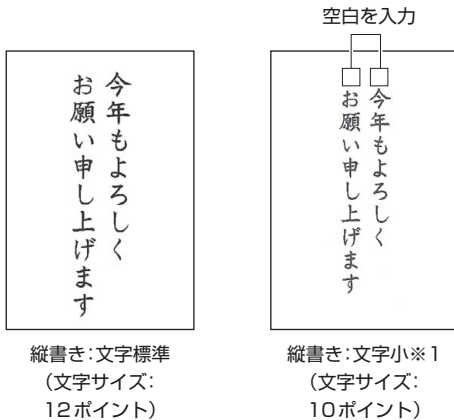 空白を入力
今年もよろしく
お願い申し上げます
□今年もよろしく
□お願い申し上げます
縦書き:文字標準
(文字サイズ:
12ポイント)
縦書き:文字小※1
(文字サイズ:
10ポイント)